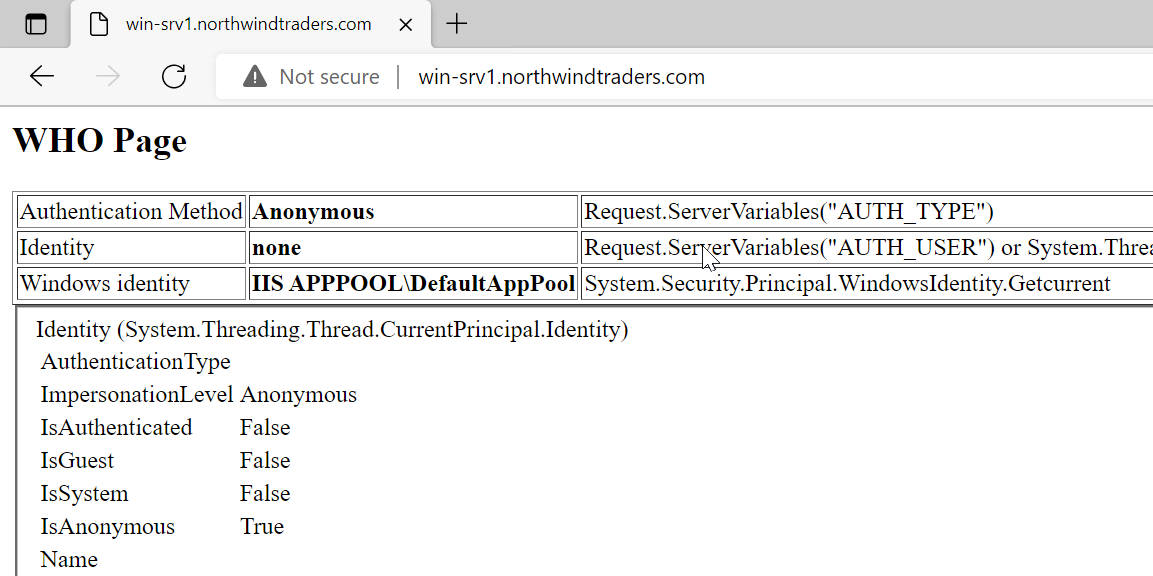 win-srv1.northwindtraders.com
Not secure | win-srv1.northwindtraders.com
WHO Page
Authentication Method Anonymous Request.ServerVariables("AUTH_TYPE")
Identity none Request.ServerVariables("AUTH_USER") or System.Threa
Windows identity IIS APPPOOL\DefaultAppPool System.Security.Principal.WindowsIdentity.Getcurrent
Identity (System.Threading.Thread.CurrentPrincipal.Identity)
AuthenticationType
ImpersonationLevel Anonymous
IsAuthenticated False
IsGuest False
IsSystem False
IsAnonymous True
Name